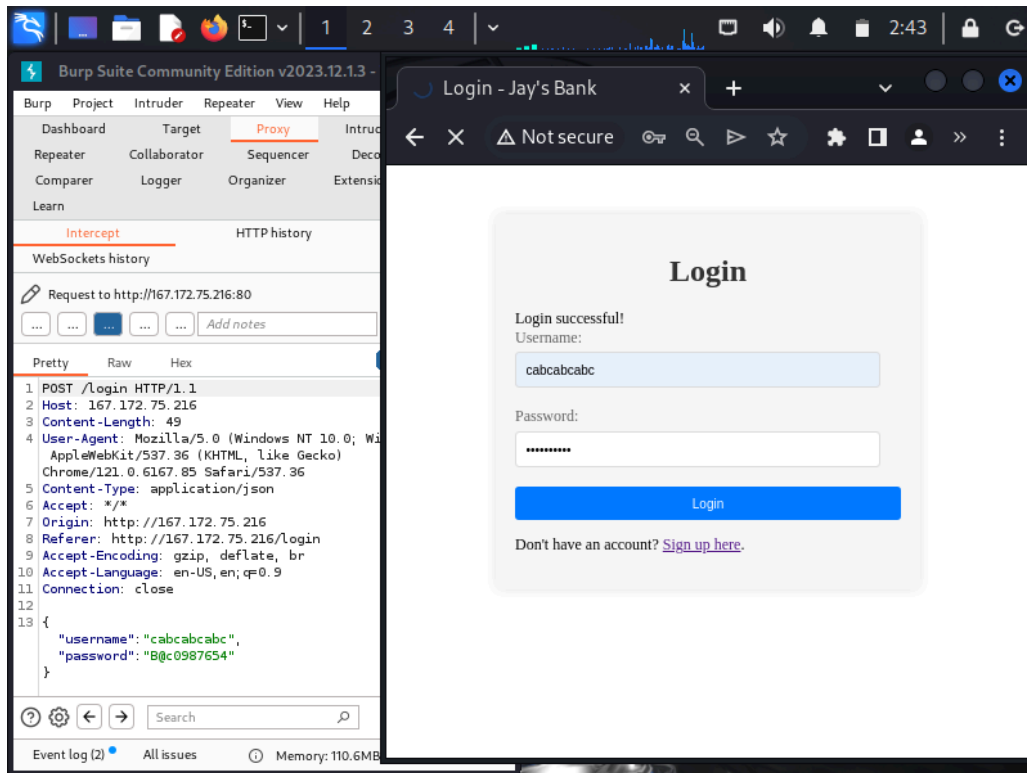 1 2 3 4 2:43
Burp Suite Community Edition v2023.12.1.3 -
Burp Project Intruder Repeater View Help
Dashboard Target Proxy Intruc
Repeater Collaborator Sequencer Deco
Comparer Logger Organizer Extensio
Learn
Intercept HTTP history
WebSockets history
Request to http://167.172.75.216:80
... ... ... ... ... Add notes
Pretty Raw Hex
1 POST /login HTTP/1.1
2 Host: 167.172.75.216
3 Content-Length: 49
4 User-Agent: Mozilla/5.0 (Windows NT 10.0; Wi
AppleWebKit/537.36 (KHTML, like Gecko)
Chrome/121.0.6167.85 Safari/537.36
5 Content-Type: application/json
6 Accept: */*
7 Origin: http://167.172.75.216
8 Referer: http://167.172.75.216/login
9 Accept-Encoding: gzip, deflate, br
10 Accept-Language: en-US,en;q=0.9
11 Connection: close
12
13 {
"username":"cabcabcabc",
"password":"B@c0987654"
}
Search
Event log (2) All issues Memory: 110.6MB
Login - Jay's Bank
Not secure
Login
Login successful!
Username:
cabcabcabc
Password:
••••••••••
Login
Don't have an account? Sign up here.